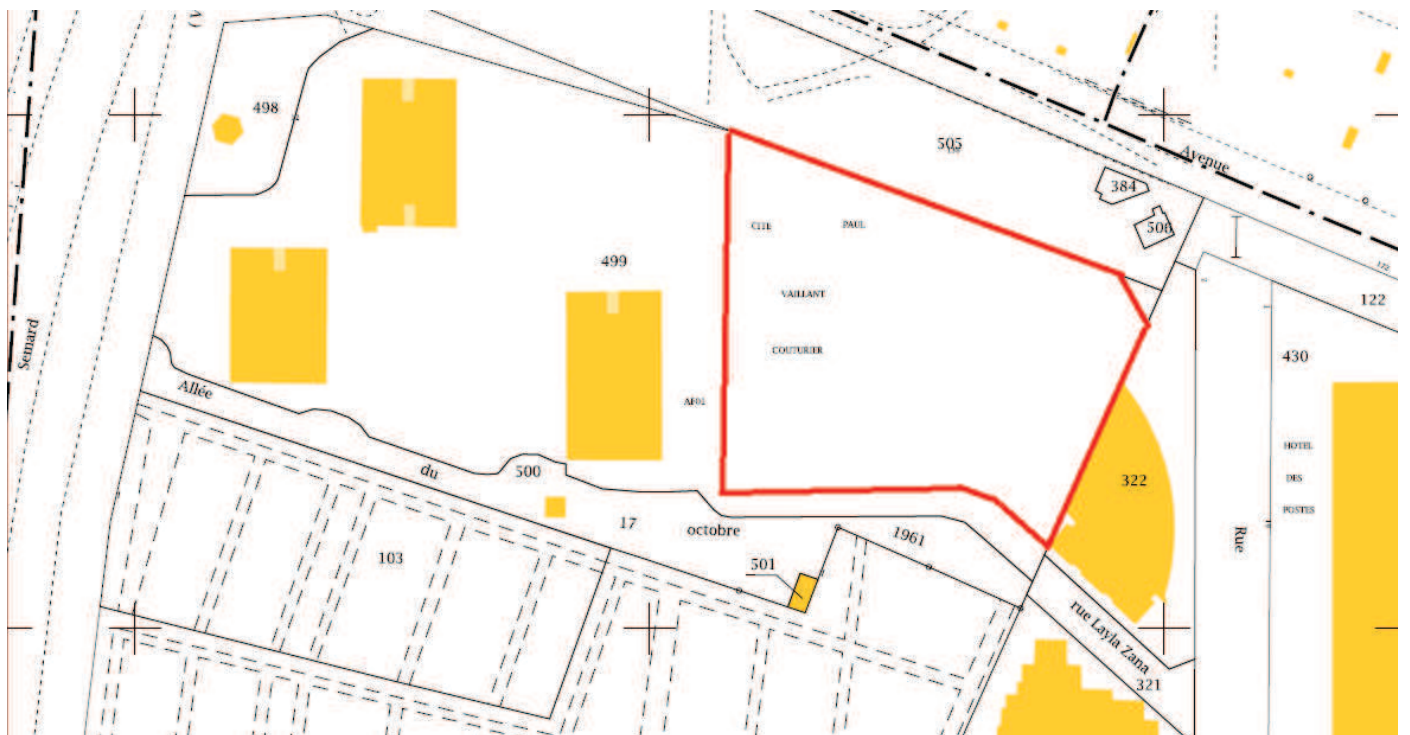 498
505
Avenue
384
506
CITE PAUL
499
VAILLANT
122
122
Semard
COUTURIER
430
Allée
AF02
HOTEL
du
500
322
DES
POSTES
17
octobre
1961
Rue
103
501
rue Layla Zana
321